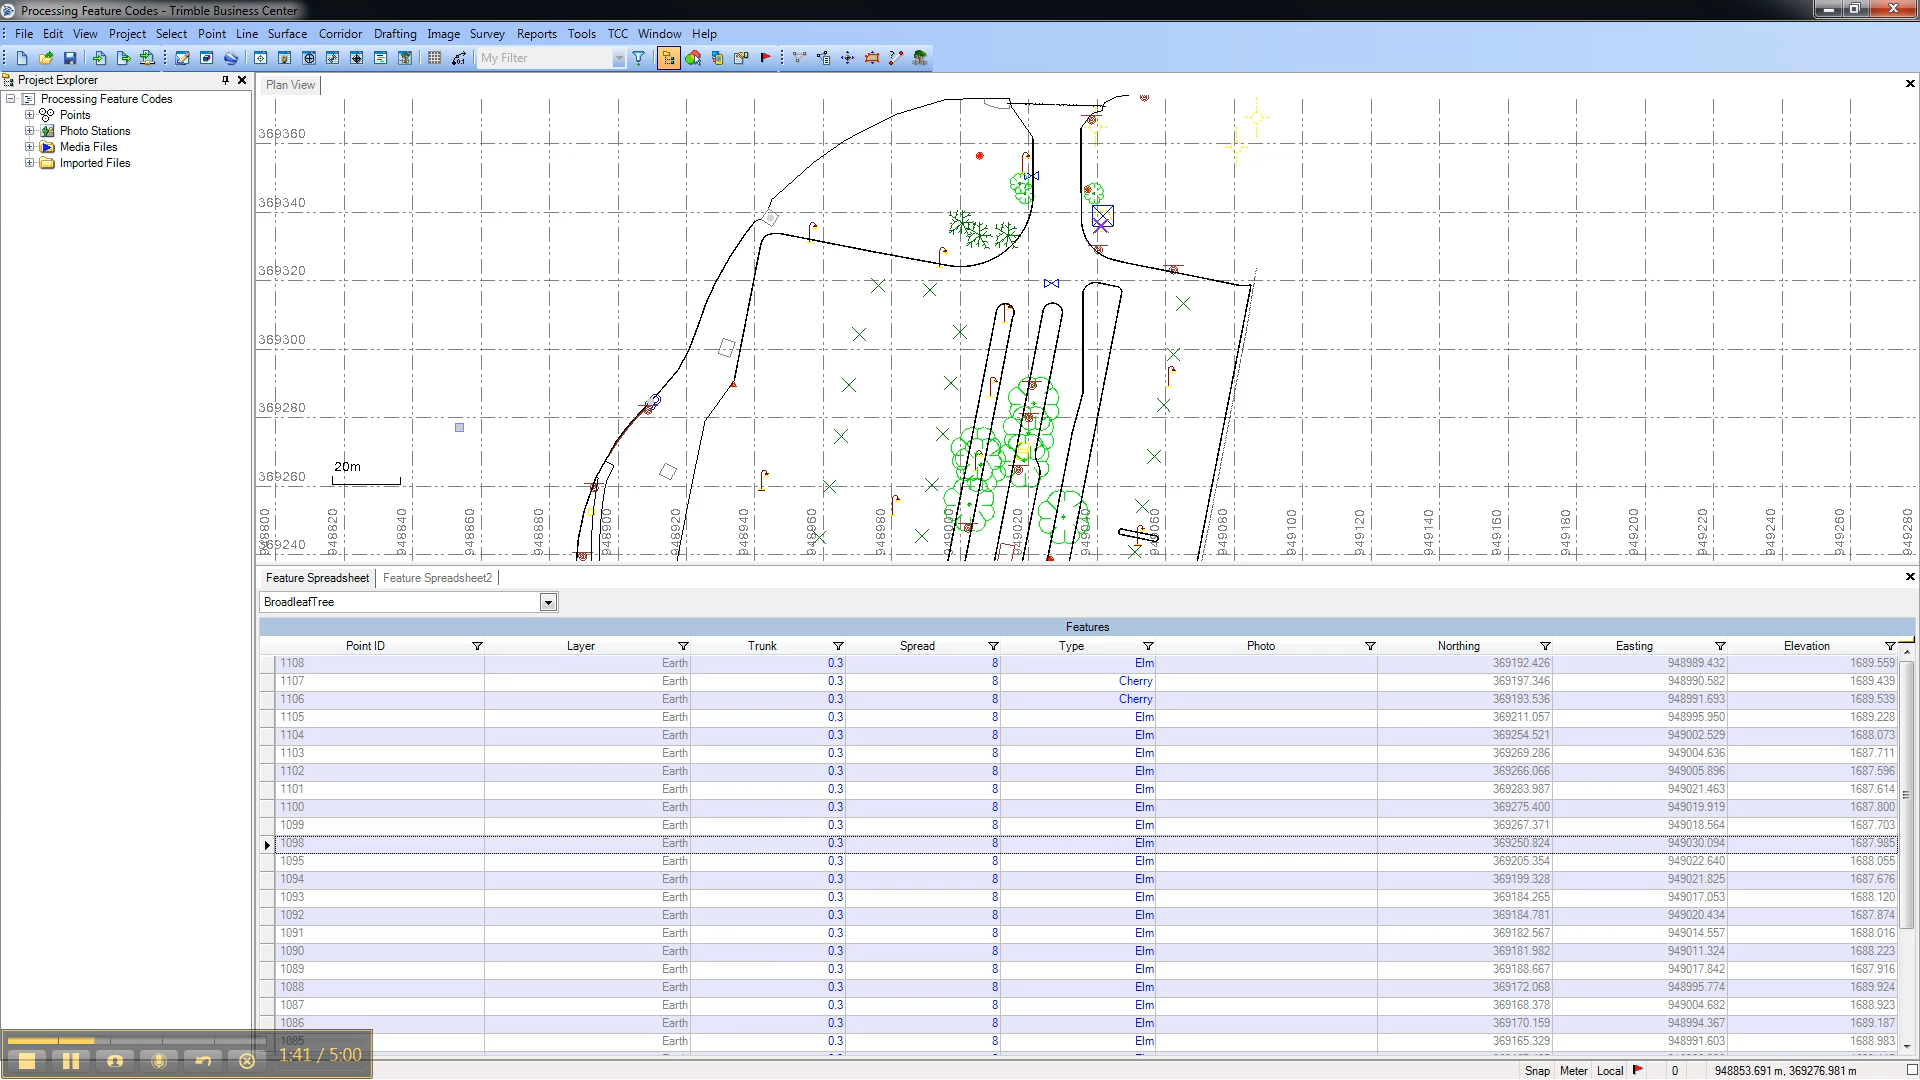 Processing Feature Codes - Trimble Business Center
File Edit View Project Select Point Line Surface Corridor Drafting Image Survey Reports Tools TCC Window Help
My Filter
Project Explorer
Processing Feature Codes
Points
Photo Stations
Media Files
Imported Files
Plan View
369360
369340
369320
369300
369280
369260
369240
20m
948800 948820 948840 948860 948880 948900 948920 948940 948960 948980 949000 949020 949040 949060 949080 949100 949120 949140 949160 949180 949200 949220 949240 949260 949280
Feature Spreadsheet Feature Spreadsheet2
BroadleafTree
Features
Point ID Layer Trunk Spread Type Photo Northing Easting Elevation
1108 Earth 0.3 8 Elm 369192.426 948989.432 1689.559
1107 Earth 0.3 8 Cherry 369197.346 948990.582 1689.439
1106 Earth 0.3 8 Cherry 369193.536 948991.693 1689.539
1105 Earth 0.3 8 Elm 369211.057 948995.950 1689.228
1104 Earth 0.3 8 Elm 369254.521 949002.529 1688.073
1103 Earth 0.3 8 Elm 369269.286 949004.636 1687.711
1102 Earth 0.3 8 Elm 369266.066 949005.896 1687.596
1101 Earth 0.3 8 Elm 369283.987 949021.463 1687.614
1100 Earth 0.3 8 Elm 369275.400 949019.919 1687.800
1099 Earth 0.3 8 Elm 369267.371 949018.564 1687.703
1098 Earth 0.3 8 Elm 369250.824 949030.094 1687.985
1095 Earth 0.3 8 Elm 369205.354 949022.640 1688.055
1094 Earth 0.3 8 Elm 369199.328 949021.825 1687.676
1093 Earth 0.3 8 Elm 369184.265 949017.053 1688.120
1092 Earth 0.3 8 Elm 369184.781 949020.434 1687.874
1091 Earth 0.3 8 Elm 369182.567 949014.557 1688.016
1090 Earth 0.3 8 Elm 369181.982 949011.324 1688.223
1089 Earth 0.3 8 Elm 369188.667 949017.842 1687.916
1088 Earth 0.3 8 Elm 369172.068 948995.774 1689.924
1087 Earth 0.3 8 Elm 369168.378 949004.682 1688.923
1086 Earth 0.3 8 Elm 369170.159 948994.367 1689.187
1085 Earth 0.3 8 Elm 369165.329 948991.603 1688.983
1:41 / 5:00
Snap Meter Local 0 948853.691 m, 369276.981 m